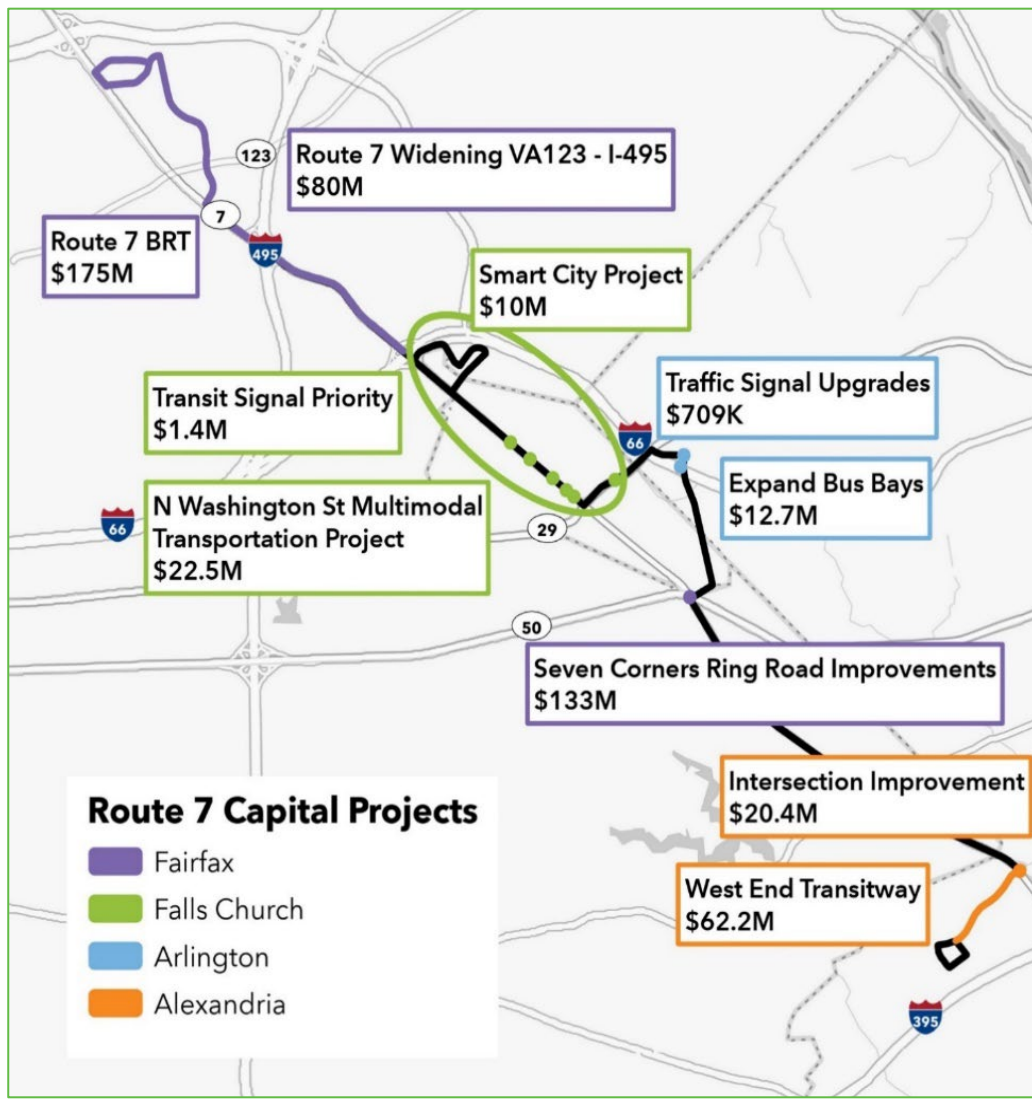 123
Route 7 Widening VA123 - I-495
$80M
7
Route 7 BRT
$175M
495
Smart City Project
$10M
Transit Signal Priority
$1.4M
Traffic Signal Upgrades
$709K
66
Expand Bus Bays
$12.7M
N Washington St Multimodal
Transportation Project
$22.5M
66
29
50
Seven Corners Ring Road Improvements
$133M
Intersection Improvement
$20.4M
West End Transitway
$62.2M
395
Route 7 Capital Projects
Fairfax
Falls Church
Arlington
Alexandria